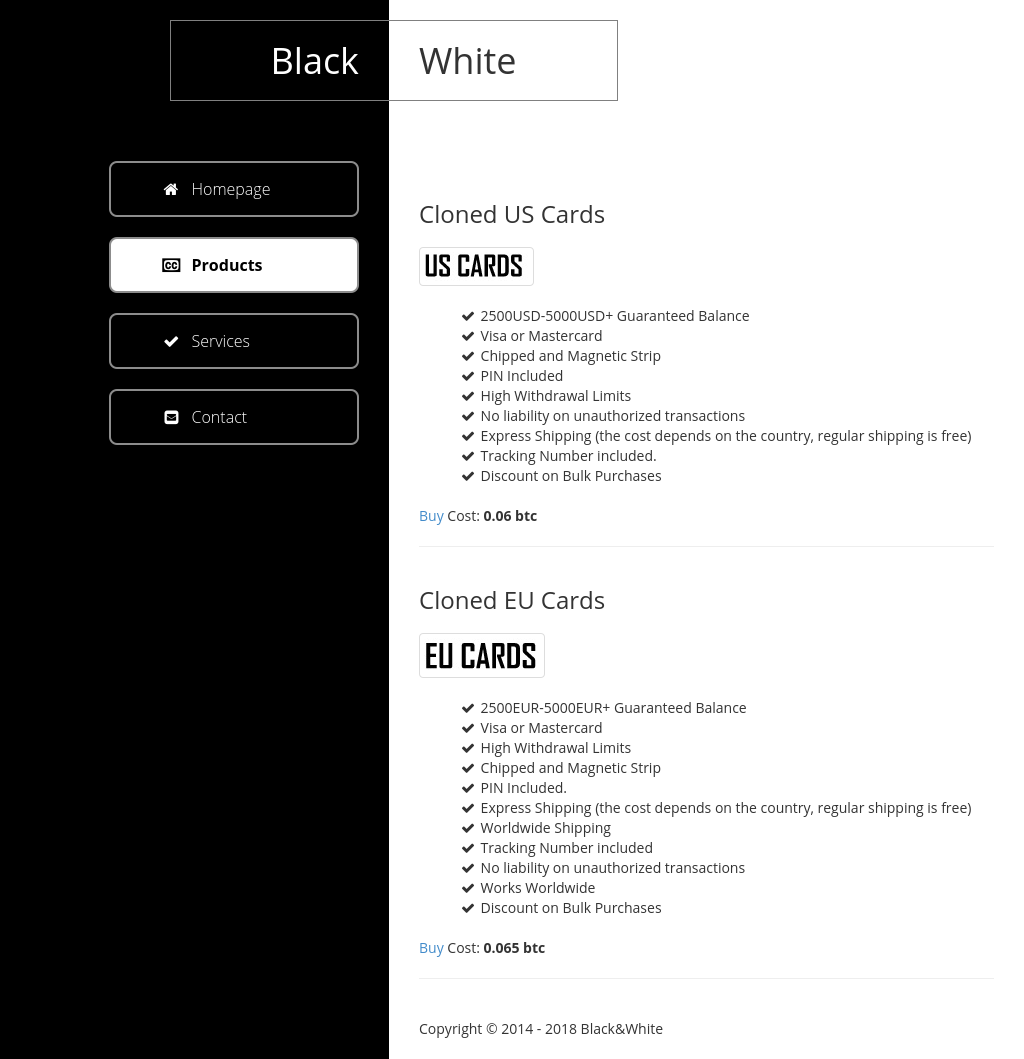 Black White
Homepage
Products
Services
Contact
Cloned US Cards
US CARDS
2500USD-5000USD+ Guaranteed Balance
Visa or Mastercard
Chipped and Magnetic Strip
PIN Included
High Withdrawal Limits
No liability on unauthorized transactions
Express Shipping (the cost depends on the country, regular shipping is free)
Tracking Number included.
Discount on Bulk Purchases
Buy Cost: 0.06 btc
Cloned EU Cards
EU CARDS
2500EUR-5000EUR+ Guaranteed Balance
Visa or Mastercard
High Withdrawal Limits
Chipped and Magnetic Strip
PIN Included.
Express Shipping (the cost depends on the country, regular shipping is free)
Worldwide Shipping
Tracking Number included
No liability on unauthorized transactions
Works Worldwide
Discount on Bulk Purchases
Buy Cost: 0.065 btc
Copyright © 2014 - 2018 Black&White